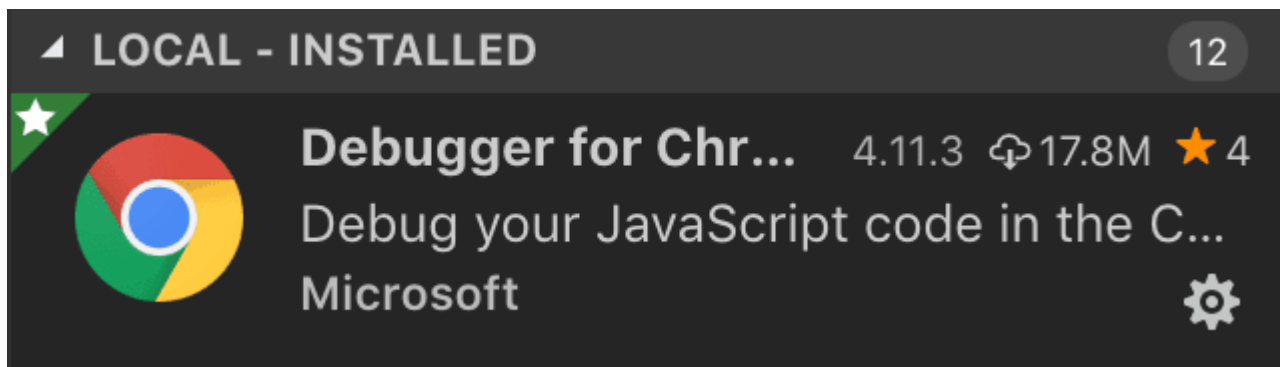 LOCAL - INSTALLED 12
Debugger for Chr... 4.11.3 17.8M 4
Debug your JavaScript code in the C...
Microsoft